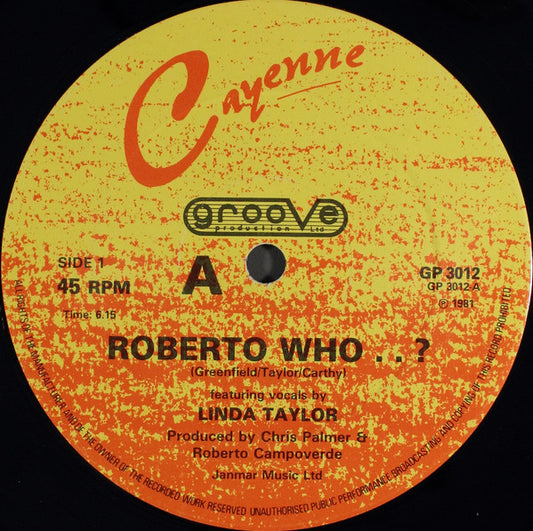 Cayenne
groove
production Ltd
SIDE 1
A
45 RPM
Time: 6.15
GP 3012
GP 3012 A
℗ 1981
ROBERTO WHO . . ?
(Greenfield/Taylor/Carthy)
featuring vocals by
LINDA TAYLOR
Produced by Chris Palmer &
Roberto Campoverde
Janmar Music Ltd
ALL RIGHTS OF THE MANUFACTURER AND OF THE OWNER OF THE RECORDED WORK RESERVED UNAUTHORISED PUBLIC PERFORMANCE BROADCASTING AND COPYING OF THIS RECORD PROHIBITED